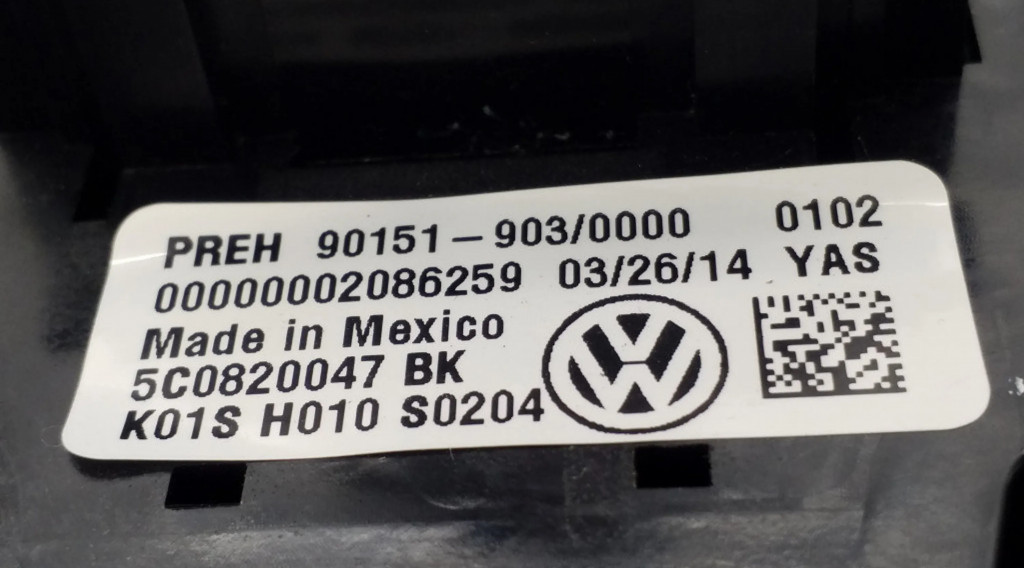 PREH 90151-903/0000 0102
00000002086259 03/26/14 YAS
Made in Mexico
5C0820047 BK
K01S H010 S0204